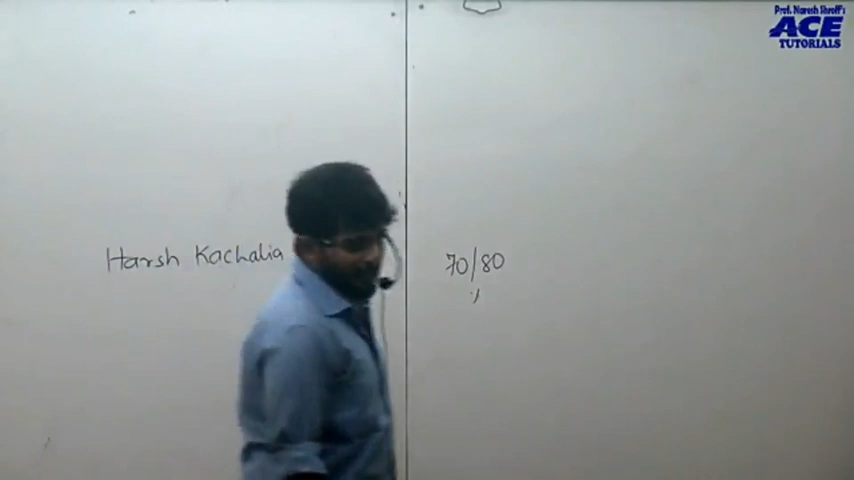 Prof. Naresh Shroff's
ACE
TUTORIALS
Harsh Kachalia
70/80
%